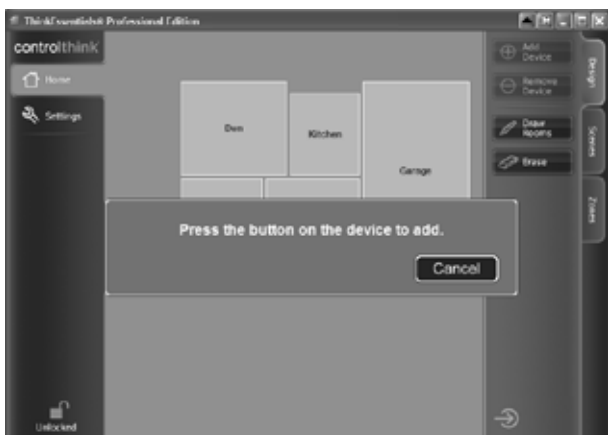 ThinkEssentials® Professional Edition
controlthink
Home
Settings
Unlocked
Den
Kitchen
Garage
Press the button on the device to add.
Cancel
Add
Device
Remove
Device
Draw
Rooms
Erase
Design
Scenes
Zones